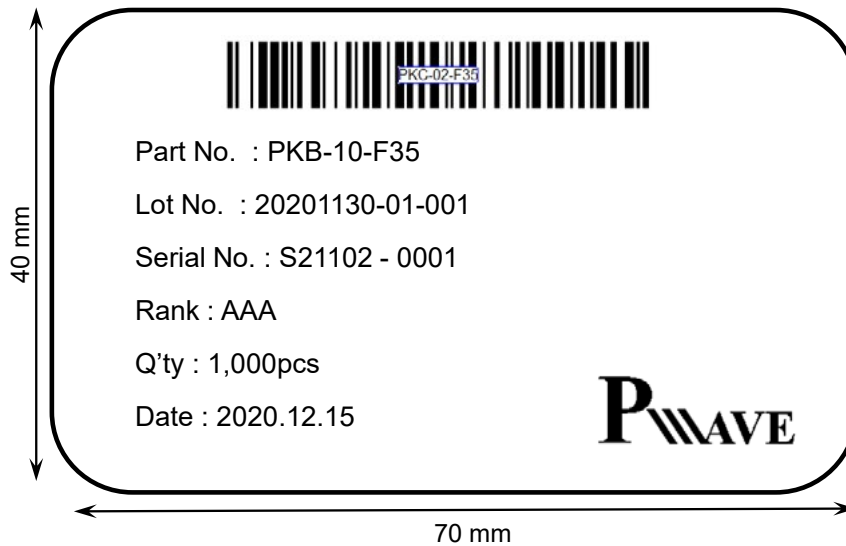 PKC-02-F35
Part No. : PKB-10-F35
Lot No. : 20201130-01-001
Serial No. : S21102 - 0001
Rank : AAA
Q’ty : 1,000pcs
Date : 2020.12.15
PWAVE
40 mm
70 mm